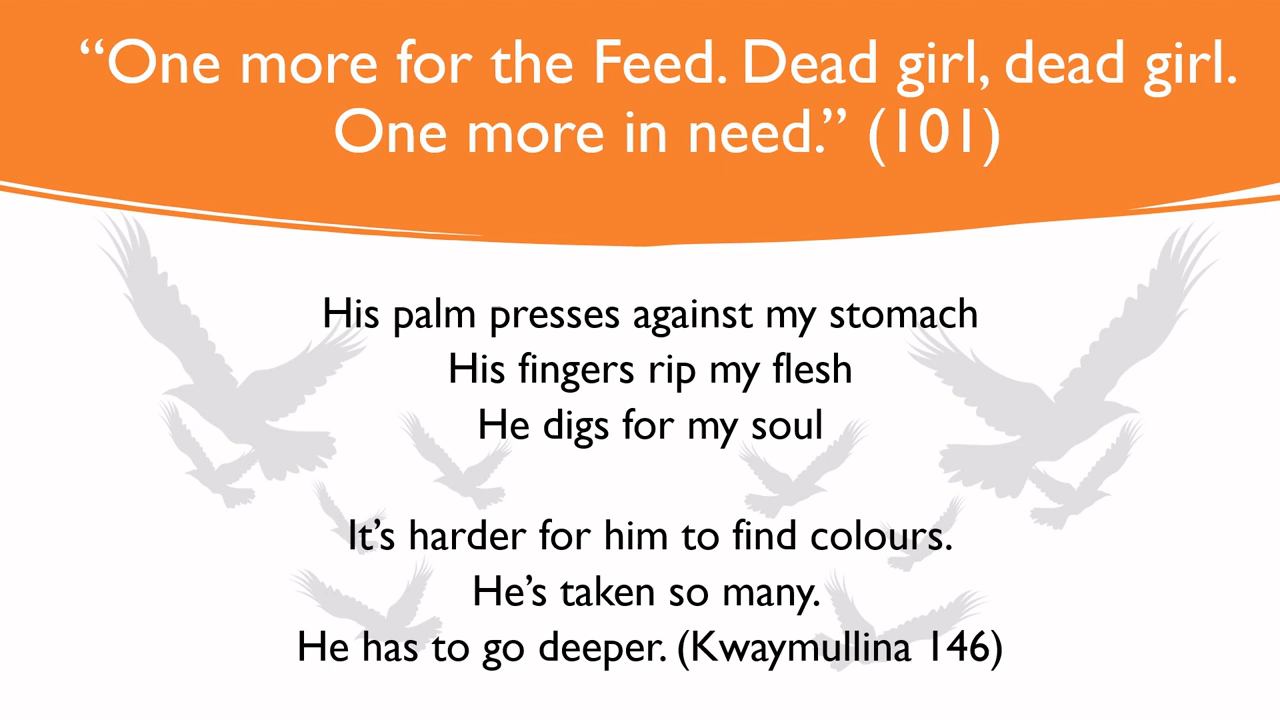 “One more for the Feed. Dead girl, dead girl.
One more in need.” (101)
His palm presses against my stomach
His fingers rip my flesh
He digs for my soul
It’s harder for him to find colours.
He’s taken so many.
He has to go deeper. (Kwaymullina 146)